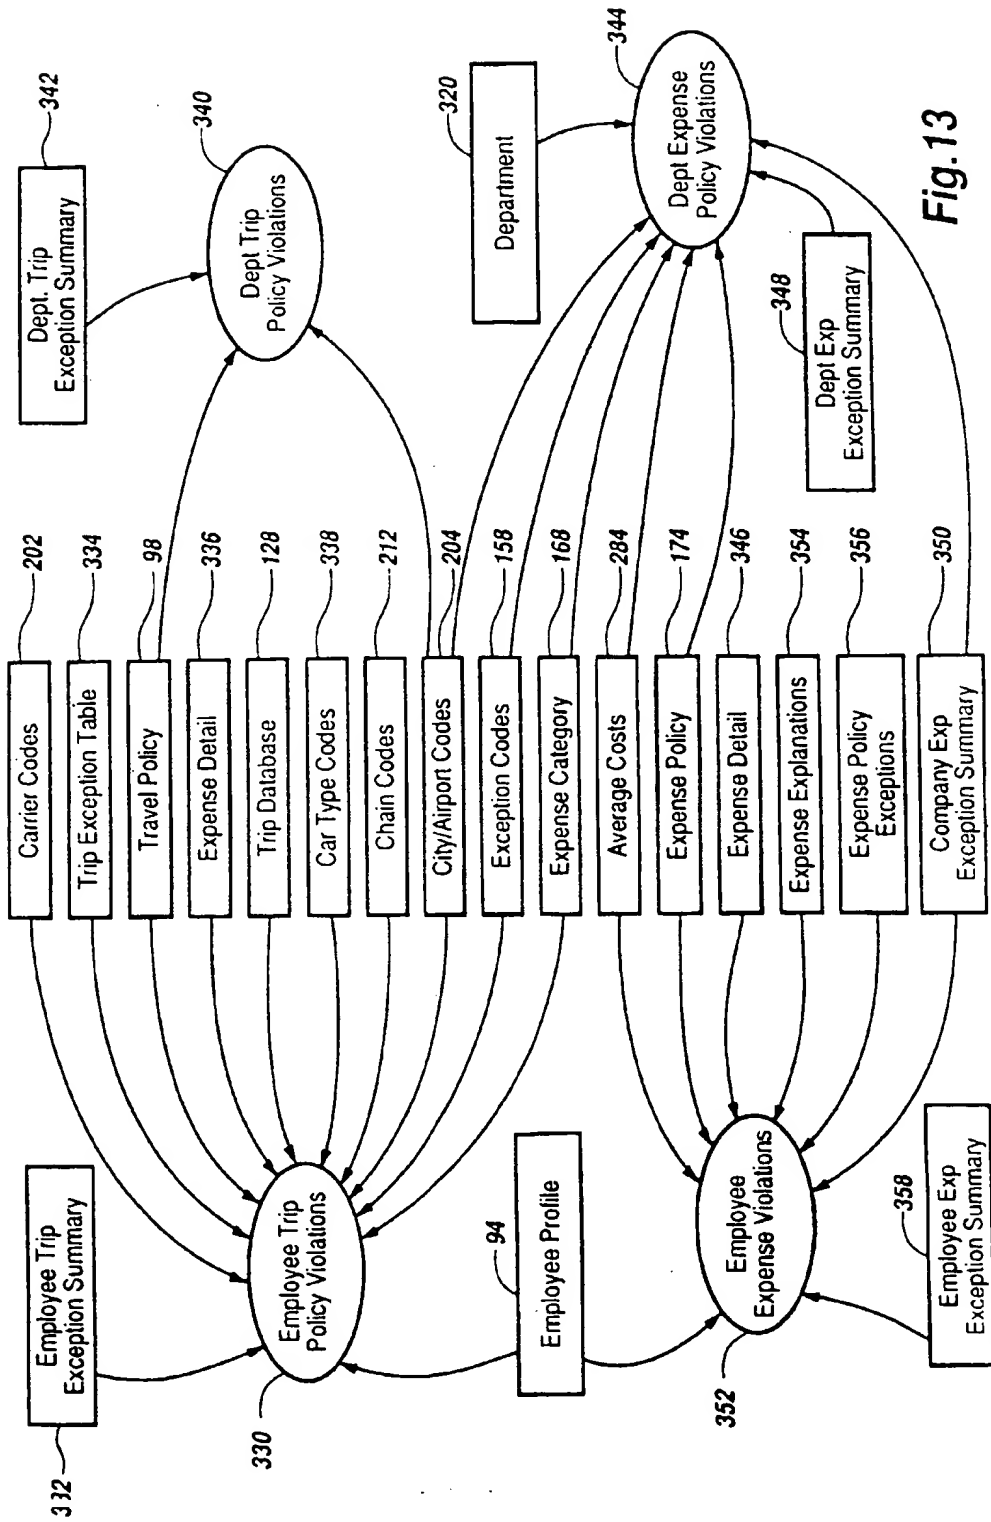 Employee Trip
Exception Summary
332
Employee Trip
Policy Violations
330
Employee Profile
94
Employee
Expense Violations
352
Employee Exp
Exception Summary
358
Carrier Codes
202
Trip Exception Table
334
Travel Policy
98
Expense Detail
336
Trip Database
128
Car Type Codes
338
Chain Codes
212
City/Airport Codes
204
Exception Codes
158
Expense Category
168
Average Costs
284
Expense Policy
174
Expense Detail
346
Expense Explanations
354
Expense Policy
Exceptions
356
Company Exp
Exception Summary
350
Dept. Trip
Exception Summary
342
Dept Trip
Policy Violations
340
Department
320
Dept Expense
Policy Violations
344
Dept Exp
Exception Summary
348
Fig.13